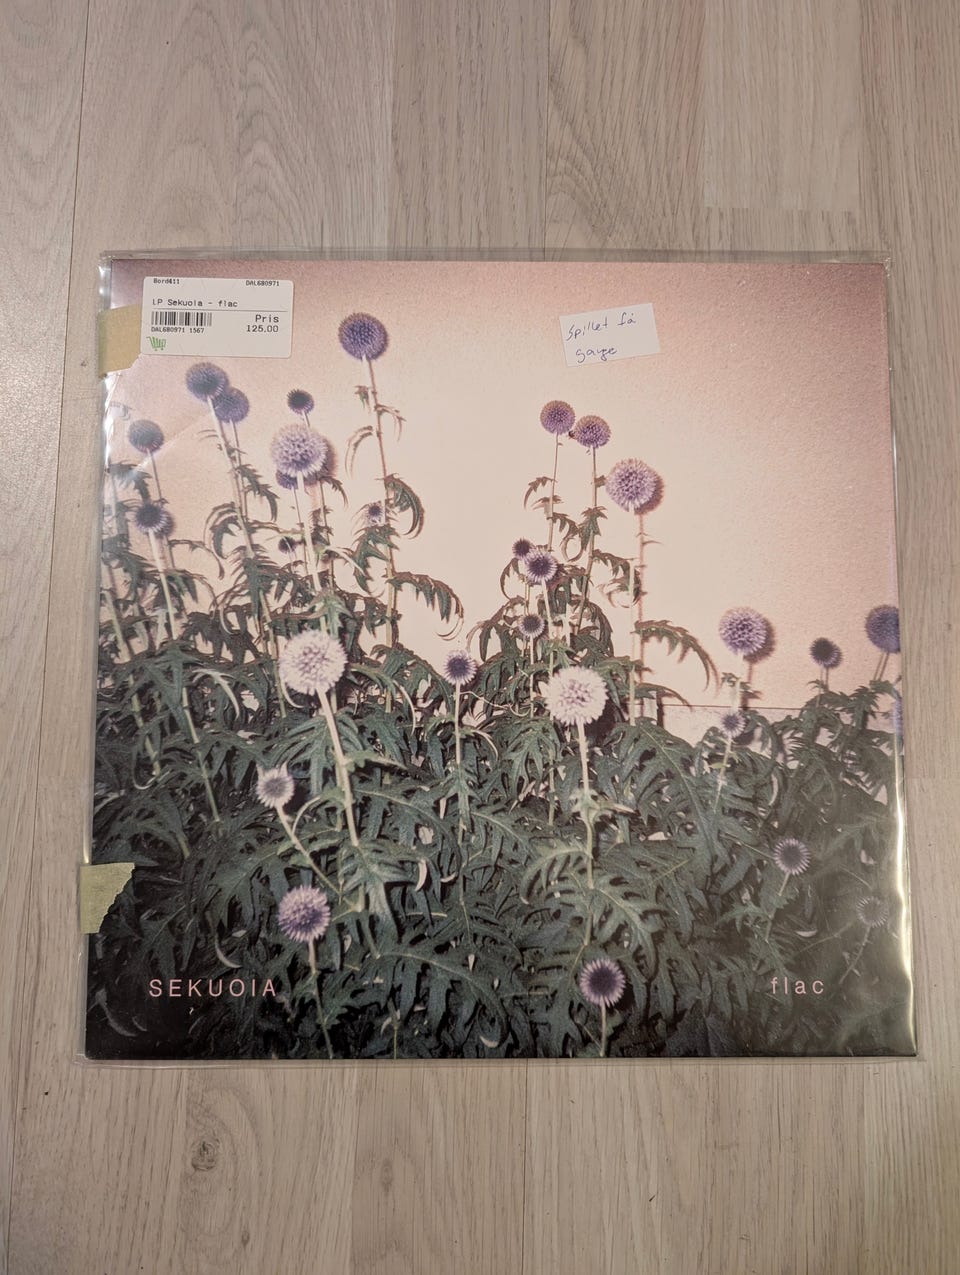 Bord411 DAL680971
LP Sekuoia - flac
Pris
125,00
DAL680971 1567
Spillet få
gange
SEKUOIA flac